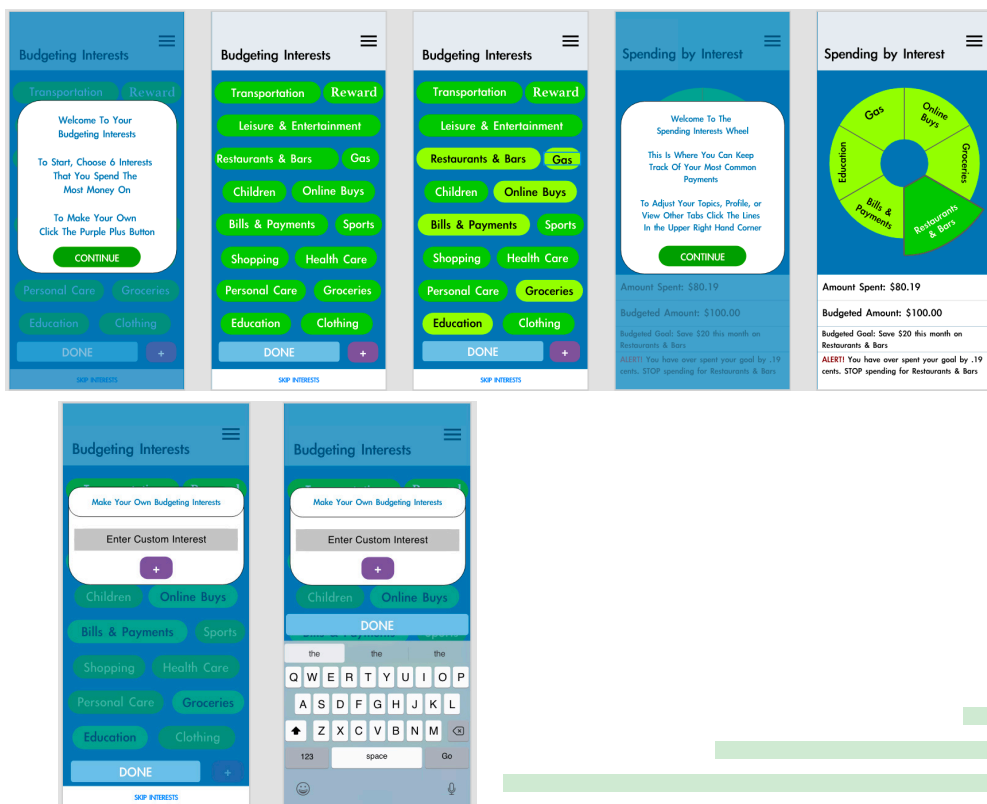 Budgeting Interests
Transportation Reward
Welcome To Your
Budgeting Interests
To Start, Choose 6 Interests
That You Spend The
Most Money On
To Make Your Own
Click The Purple Plus Button
CONTINUE
Personal Care Groceries
Education Clothing
DONE +
SKIP INTERESTS
Budgeting Interests
Transportation Reward
Leisure & Entertainment
Restaurants & Bars Gas
Children Online Buys
Bills & Payments Sports
Shopping Health Care
Personal Care Groceries
Education Clothing
DONE +
SKIP INTERESTS
Budgeting Interests
Transportation Reward
Leisure & Entertainment
Restaurants & Bars Gas
Children Online Buys
Bills & Payments Sports
Shopping Health Care
Personal Care Groceries
Education Clothing
DONE +
SKIP INTERESTS
Spending by Interest
Welcome To The
Spending Interests Wheel
This Is Where You Can Keep
Track Of Your Most Common
Payments
To Adjust Your Topics, Profile, or
View Other Tabs Click The Lines
In the Upper Right Hand Corner
CONTINUE
Amount Spent: $80.19
Budgeted Amount: $100.00
Budgeted Goal: Save $20 this month on
Restaurants & Bars
ALERT! You have over spent your goal by .19
cents. STOP spending for Restaurants & Bars
Spending by Interest
Gas
Online
Buys
Education
Groceries
Bills &
Payments
Restaurants
& Bars
Amount Spent: $80.19
Budgeted Amount: $100.00
Budgeted Goal: Save $20 this month on
Restaurants & Bars
ALERT! You have over spent your goal by .19
cents. STOP spending for Restaurants & Bars
Budgeting Interests
Make Your Own Budgeting Interests
Enter Custom Interest
+
Children Online Buys
Bills & Payments Sports
Shopping Health Care
Personal Care Groceries
Education Clothing
DONE +
SKIP INTERESTS
Budgeting Interests
Make Your Own Budgeting Interests
Enter Custom Interest
+
Children Online Buys
DONE
the the the
Q W E R T Y U I O P
A S D F G H J K L
Z X C V B N M
123 space Go